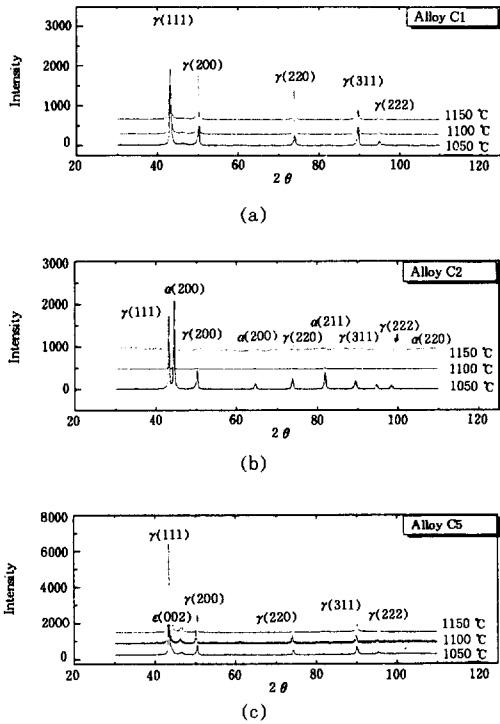 Alloy C1
3000
2000
1000
0
Intensity
γ(111)
γ(200)
γ(220)
γ(311)
γ(222)
1150 ℃
1100 ℃
1050 ℃
20 40 60 80 100 120
2 θ
(a)
Alloy C2
3000
2000
1000
0
Intensity
α(200)
γ(111)
γ(200)
α(200)
γ(220)
α(211)
γ(311)
γ(222)
α(220)
1150 ℃
1100 ℃
1050 ℃
20 40 60 80 100 120
2 θ
(b)
Alloy C5
8000
6000
4000
2000
0
Intensity
γ(111)
ε(002)
γ(200)
γ(220)
γ(311)
γ(222)
1150 ℃
1100 ℃
1050 ℃
20 40 60 80 100 120
2 θ
(c)